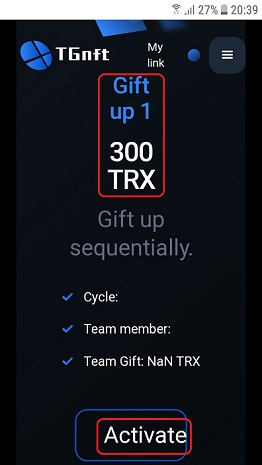 27% 20:39
TGnft
My
link
Gift
up 1
300
TRX
Gift up
sequentially.
Cycle:
Team member:
Team Gift: NaN TRX
Activate